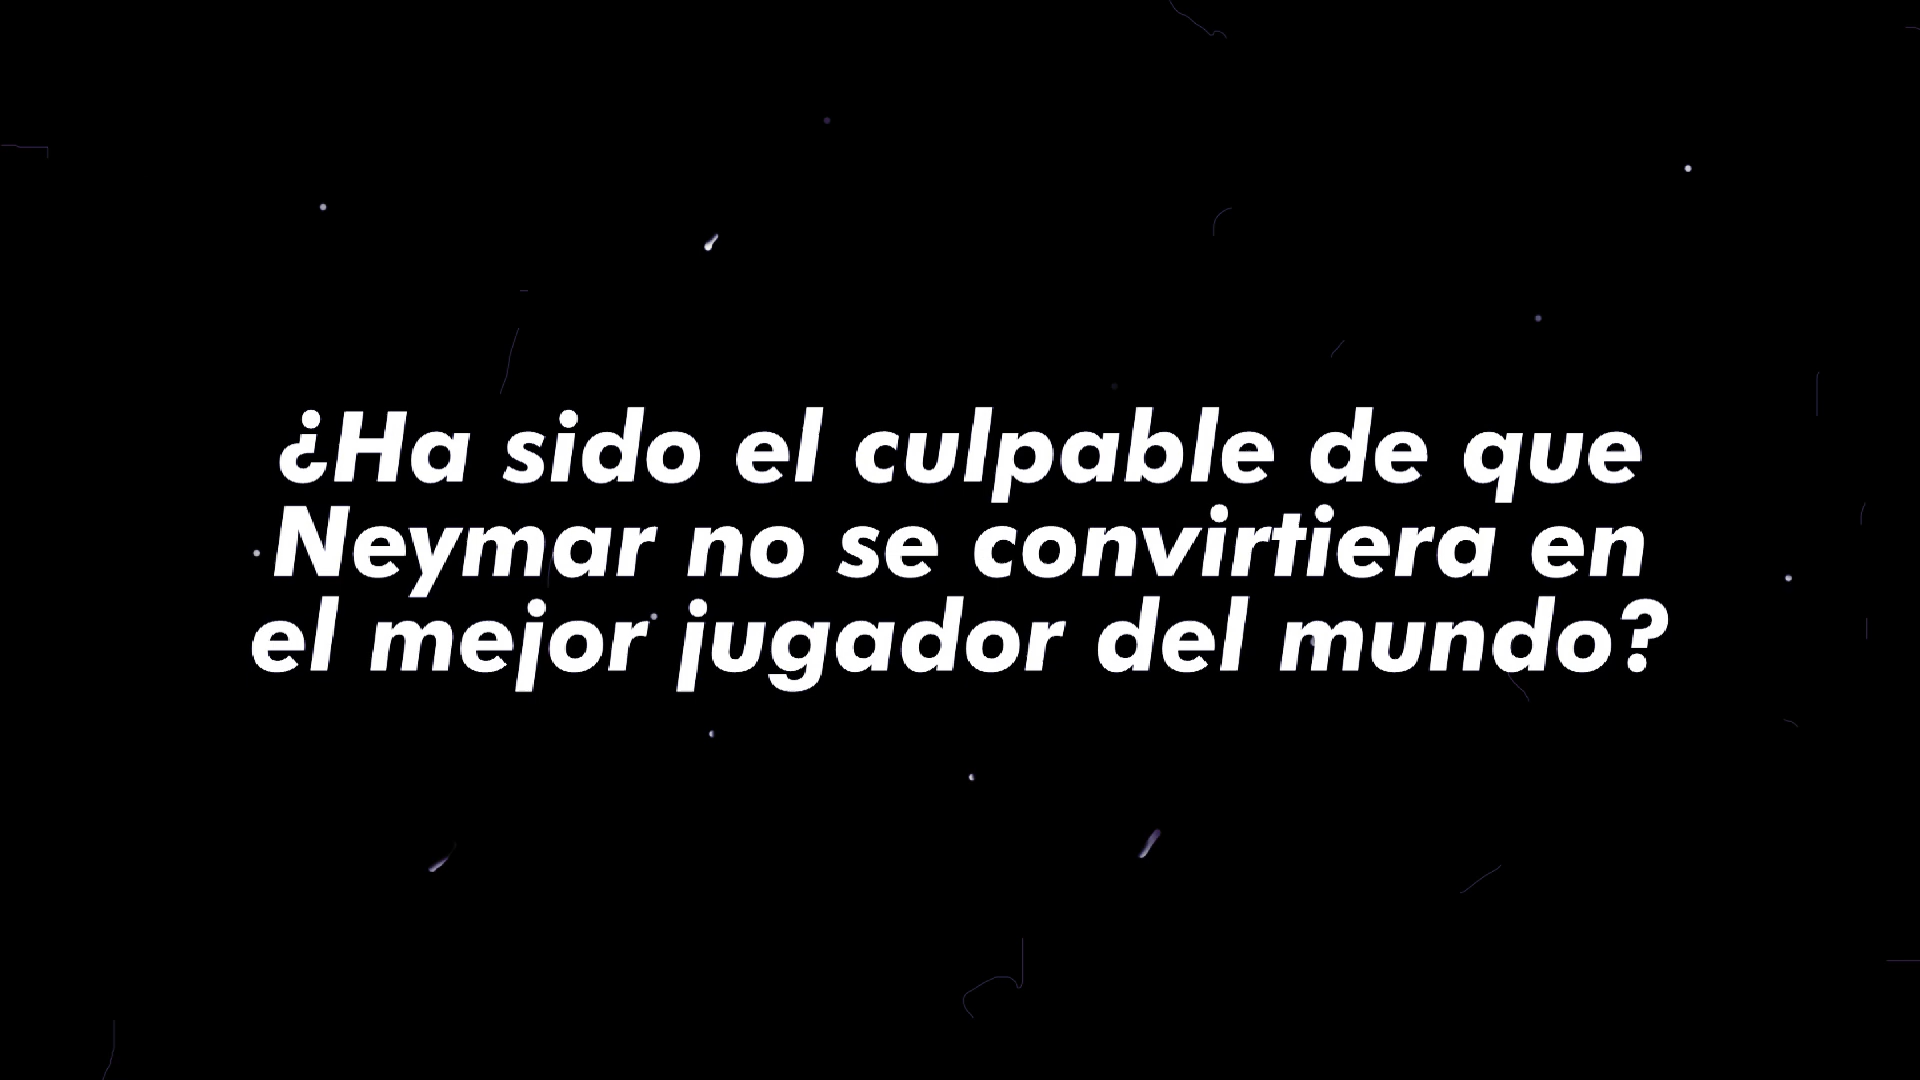 ¿Ha sido el culpable de que
Neymar no se convirtiera en
el mejor jugador del mundo?